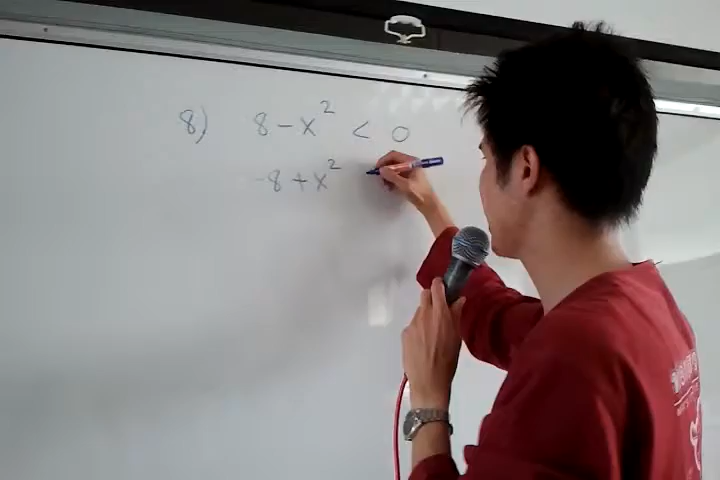 8) 8-x² < 0
-8+x²